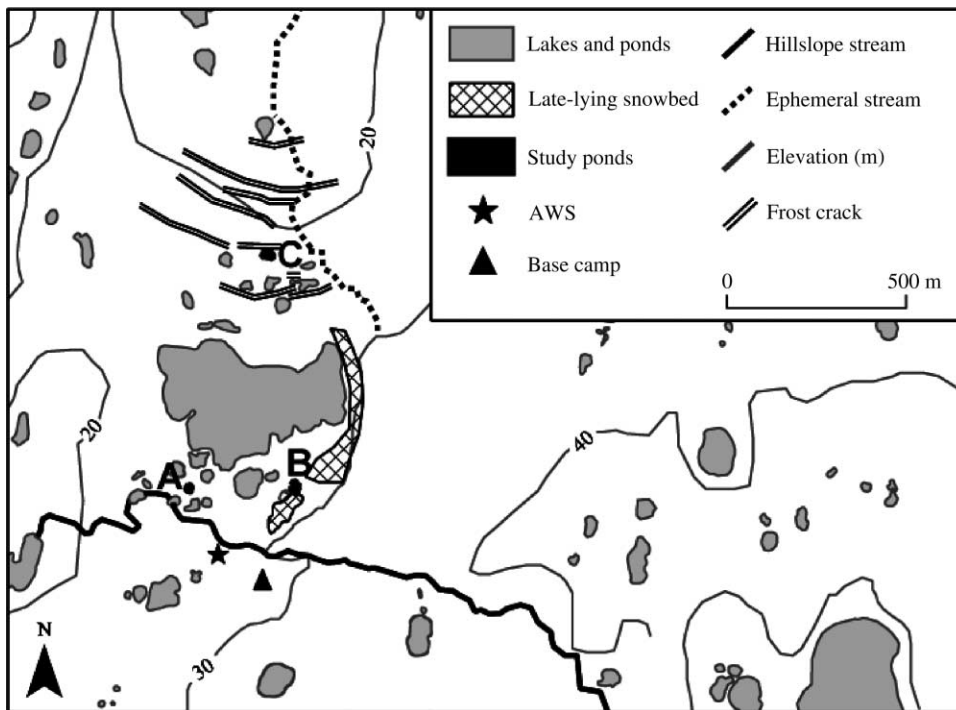 Lakes and ponds
Hillslope stream
Late-lying snowbed
Ephemeral stream
Study ponds
Elevation (m)
AWS
Frost crack
Base camp
0
500 m
20
C
20
40
A
B
30
N